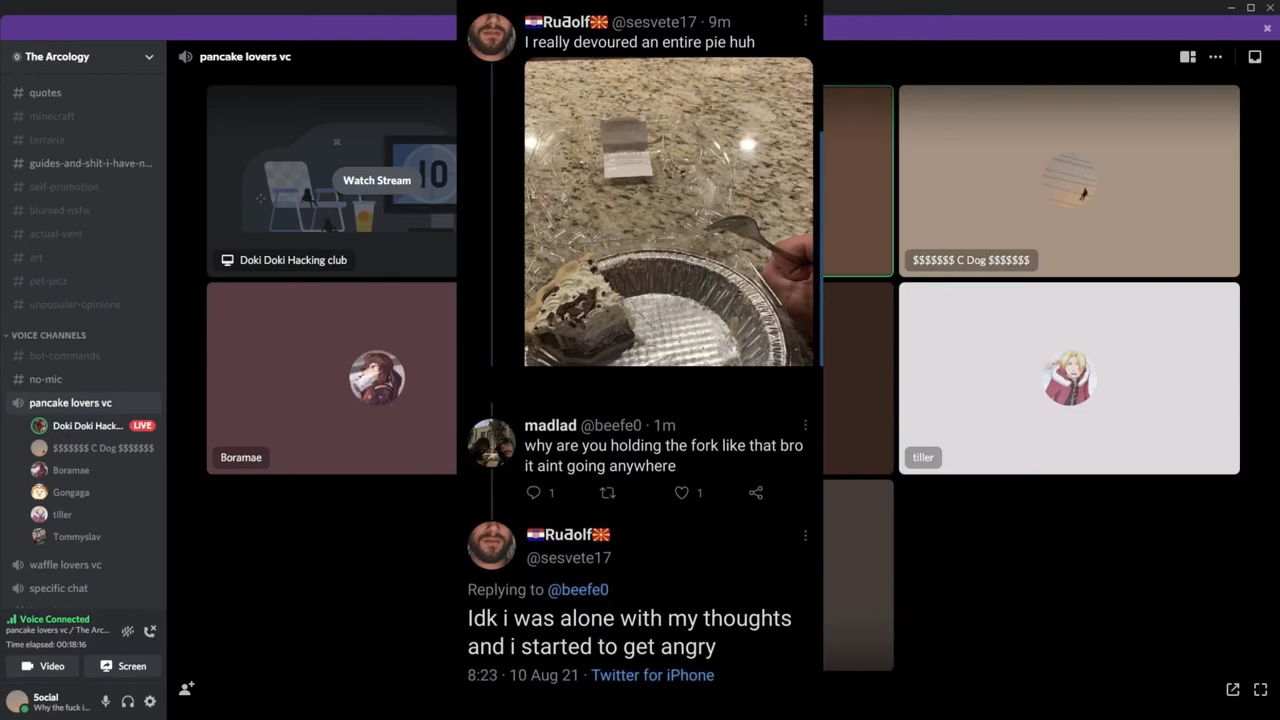 The Arcology
quotes
minecraft
terraria
guides-and-shit-i-have-n...
self-promotion
blursed-nsfw
actual-vent
art
pet-picz
unpopular-opinions
VOICE CHANNELS
bot-commands
no-mic
pancake lovers vc
Doki Doki Hack... LIVE
$$$$$$$ C Dog $$$$$$$
Boramae
Gongaga
tiller
Tommyslav
waffle lovers vc
specific chat
Voice Connected
pancake lovers vc / The Arc...
Time elapsed: 00:18:16
Video Screen
5ocial
Why the fuck i...
pancake lovers vc
10
Watch Stream
Doki Doki Hacking club
$$$$$$$ C Dog $$$$$$$
Boramae
tiller
🇭🇷Ruƌolf🇲🇰 @sesvete17 · 9m
I really devoured an entire pie huh
madlad @beefe0 · 1m
why are you holding the fork like that bro
it aint going anywhere
1 1
🇭🇷Ruƌolf🇲🇰
@sesvete17
Replying to @beefe0
Idk i was alone with my thoughts
and i started to get angry
8:23 · 10 Aug 21 · Twitter for iPhone